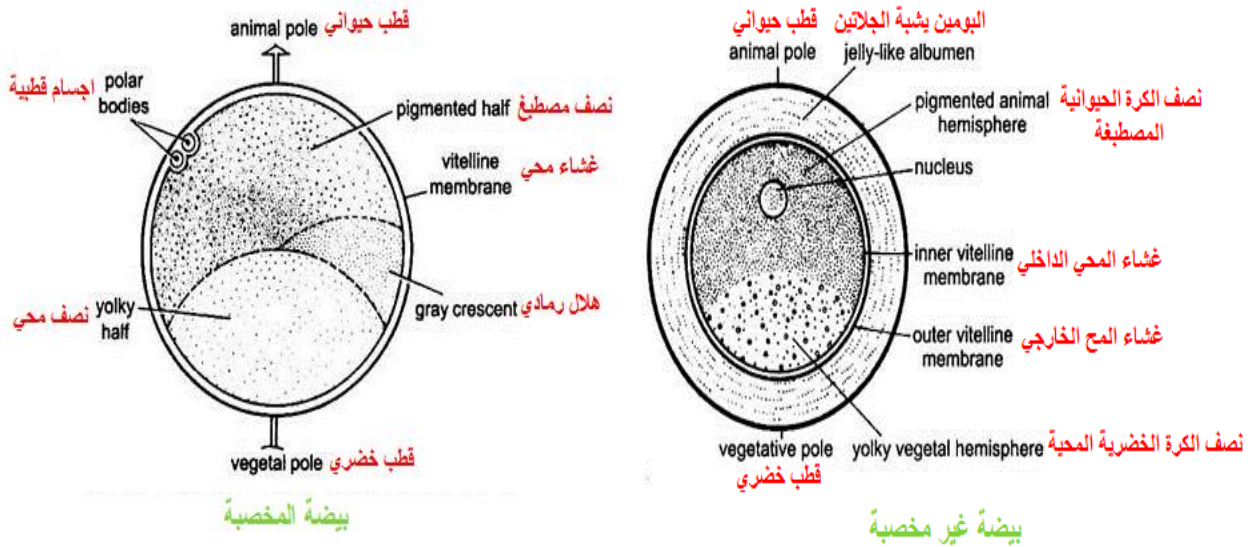 animal pole قطب حيواني
اجسام قطبية polar
bodies
pigmented half نصف مصطبغ
vitelline
membrane غشاء محي
gray crescent هلال رمادي
نصف محي yolky
half
vegetal pole قطب خضري
بيضة المخصبة
قطب حيواني
animal pole
البومين يشبة الجلاتين
jelly-like albumen
pigmented animal
hemisphere
نصف الكرة الحيوانية
المصطبغة
nucleus
inner vitelline
membrane غشاء المحي الداخلي
outer vitelline
membrane غشاء المح الخارجي
yolky vegetal hemisphere نصف الكرة الخضرية المحية
vegetative pole
قطب خضري
بيضة غير مخصبة